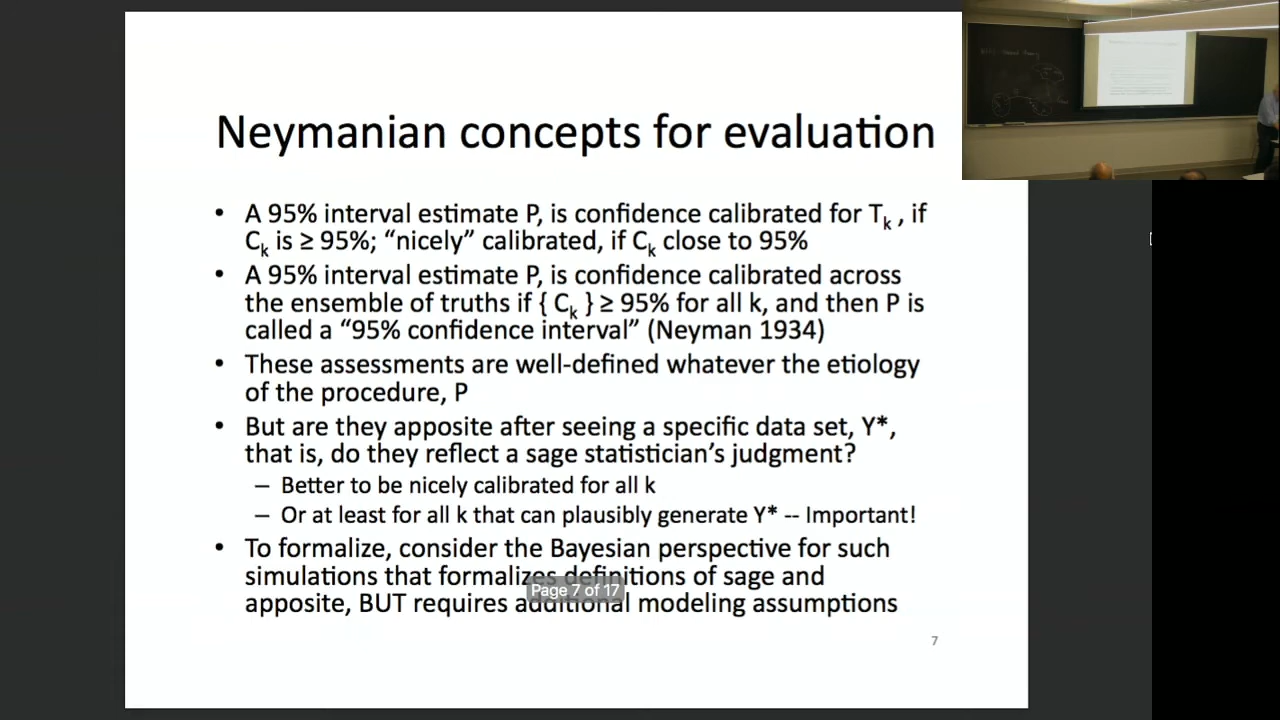 Neymanian concepts for evaluation
• A 95% interval estimate P, is confidence calibrated for Tk , if
Ck is ≥ 95%; “nicely” calibrated, if Ck close to 95%
• A 95% interval estimate P, is confidence calibrated across
the ensemble of truths if { Ck } ≥ 95% for all k, and then P is
called a “95% confidence interval” (Neyman 1934)
• These assessments are well-defined whatever the etiology
of the procedure, P
• But are they apposite after seeing a specific data set, Y*,
that is, do they reflect a sage statistician’s judgment?
– Better to be nicely calibrated for all k
– Or at least for all k that can plausibly generate Y* -- Important!
• To formalize, consider the Bayesian perspective for such
simulations that formalizes definitions of sage and
Page 7 of 17
apposite, BUT requires additional modeling assumptions
7